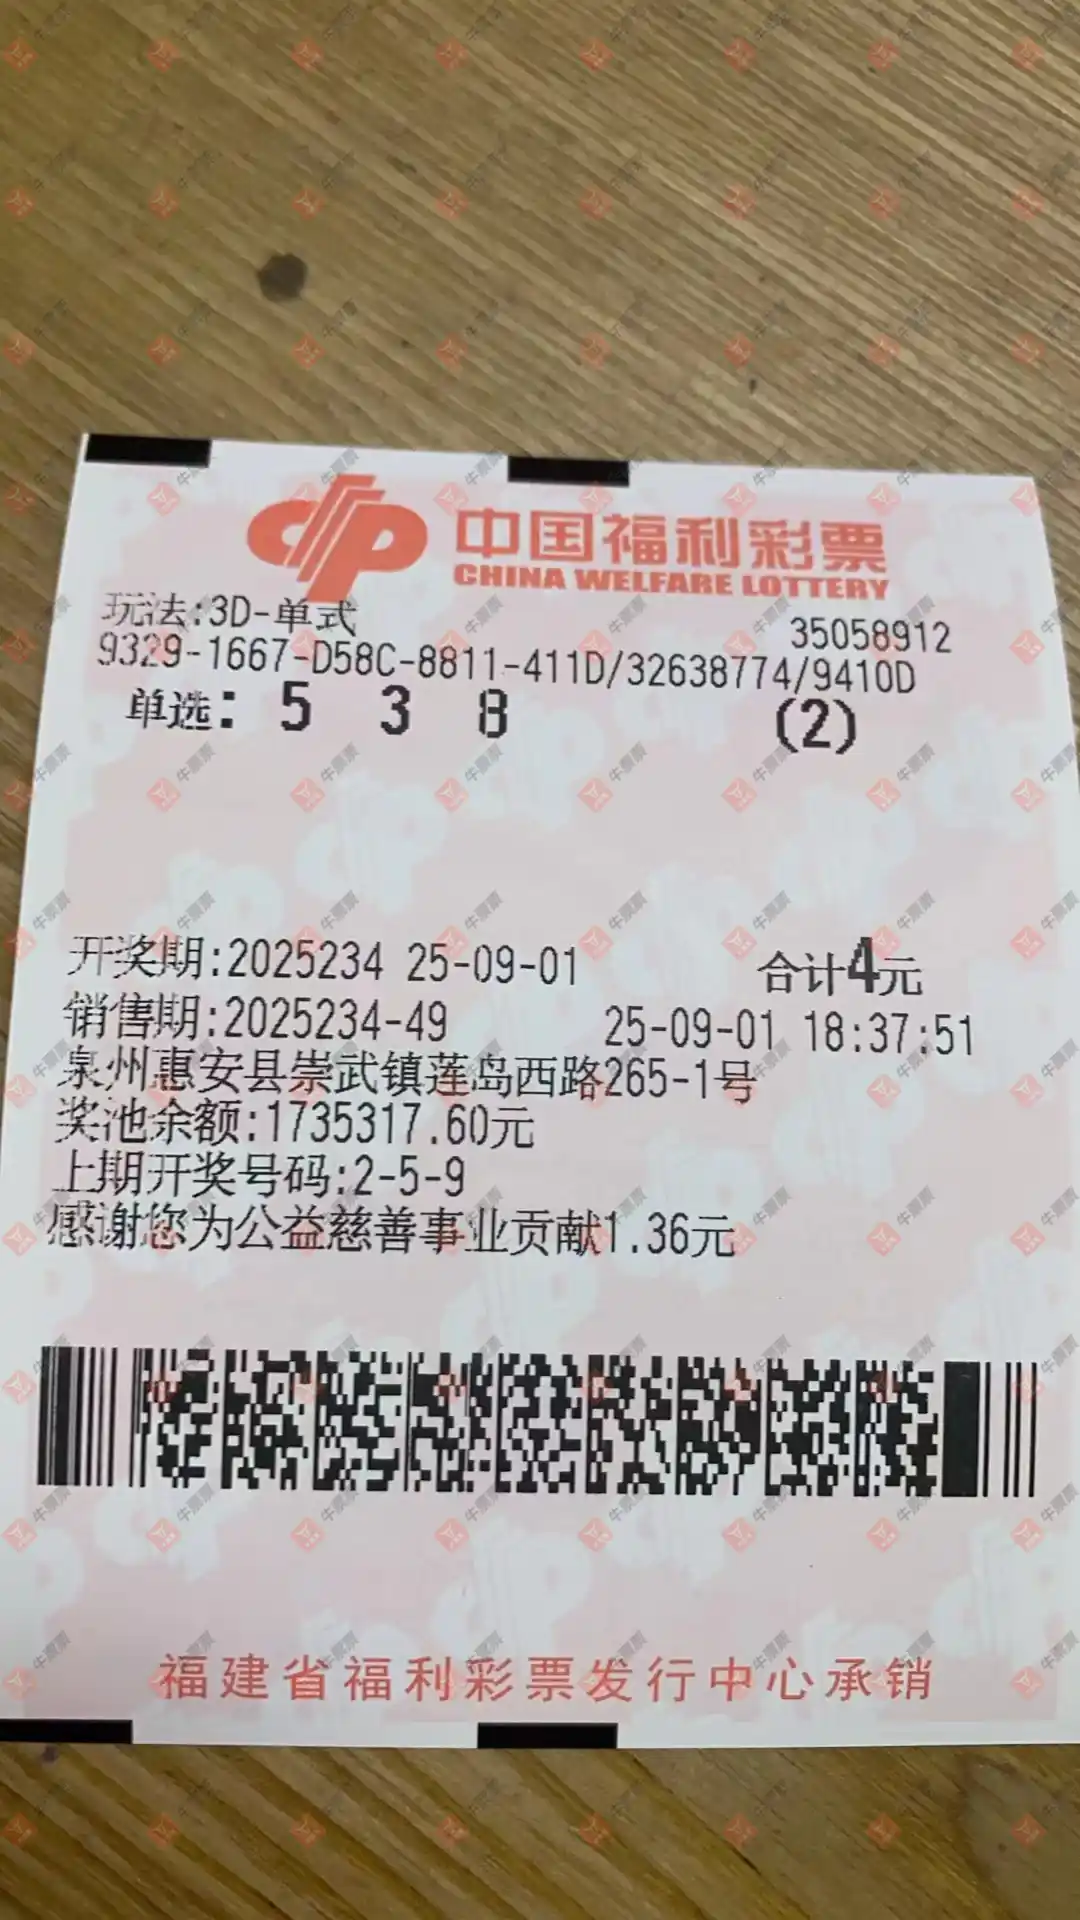 中国福利彩票
CHINA WELFARE LOTTERY
玩法:3D-单式
35058912
9329-1667-D58C-8811-411D/32638774/9410D
单选: 5 3 8 (2)
开奖期:2025234 25-09-01 合计4元
销售期:2025234-49 25-09-01 18:37:51
泉州惠安县崇武镇莲岛西路265-1号
奖池余额:1735317.60元
上期开奖号码:2-5-9
感谢您为公益慈善事业贡献1.36元
福建省福利彩票发行中心承销
牛票票